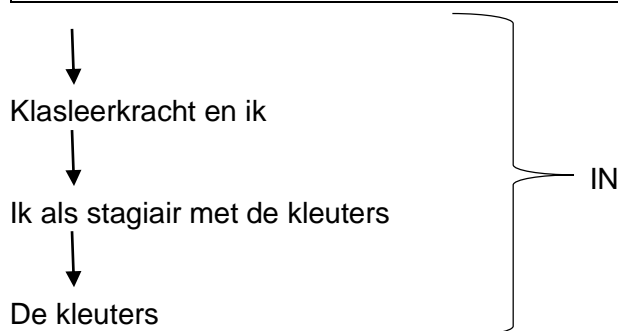 Klasleerkracht en ik
IN
Ik als stagiair met de kleuters
De kleuters